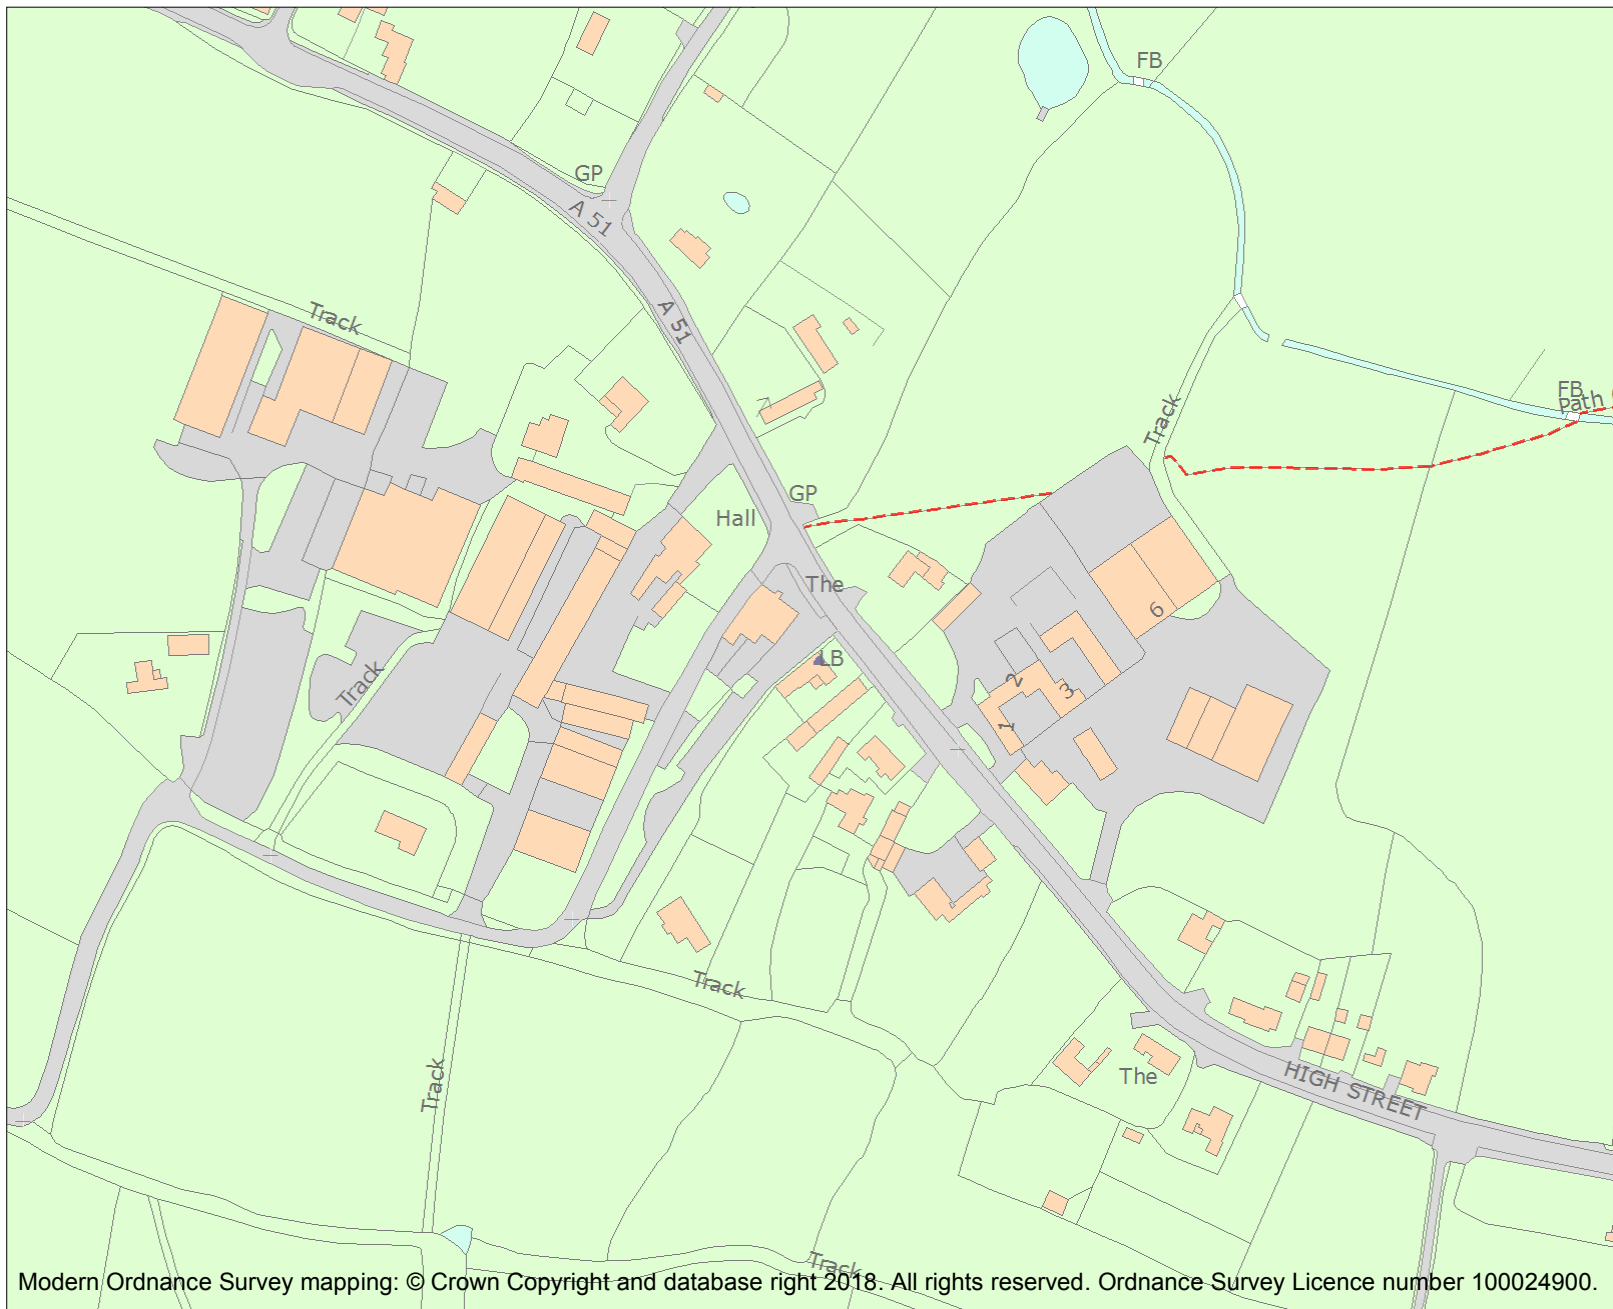 FB
GP
A 51
A 51
Track
FB
Path
Track
GP
Hall
The
6
LB
2
3
1
Track
Track
Track
The
HIGH STREET
Track
Modern Ordnance Survey mapping: © Crown Copyright and database right 2018. All rights reserved. Ordnance Survey Licence number 100024900.